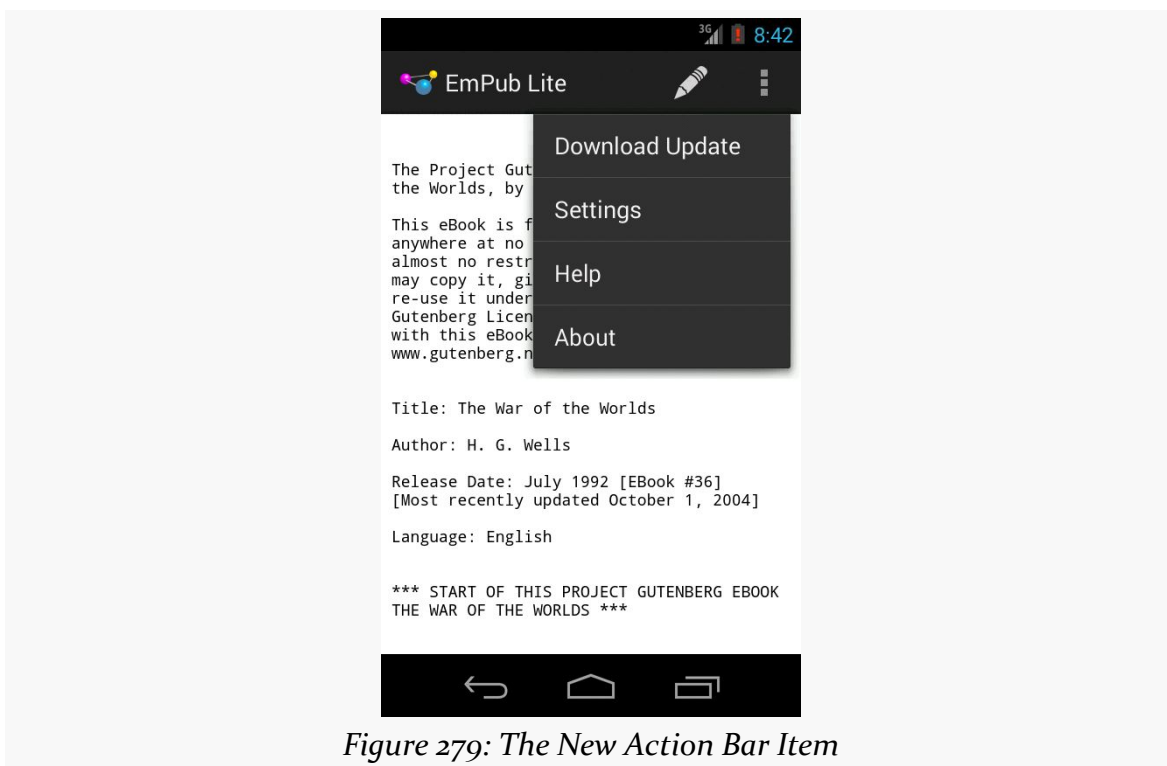 3G 8:42
EmPub Lite
Download Update
Settings
Help
About
The Project Gut
the Worlds, by
This eBook is f
anywhere at no
almost no restr
may copy it, gi
re-use it under
Gutenberg Licen
with this eBook
www.gutenberg.n
Title: The War of the Worlds
Author: H. G. Wells
Release Date: July 1992 [EBook #36]
[Most recently updated October 1, 2004]
Language: English
*** START OF THIS PROJECT GUTENBERG EBOOK
THE WAR OF THE WORLDS ***
Figure 279: The New Action Bar Item